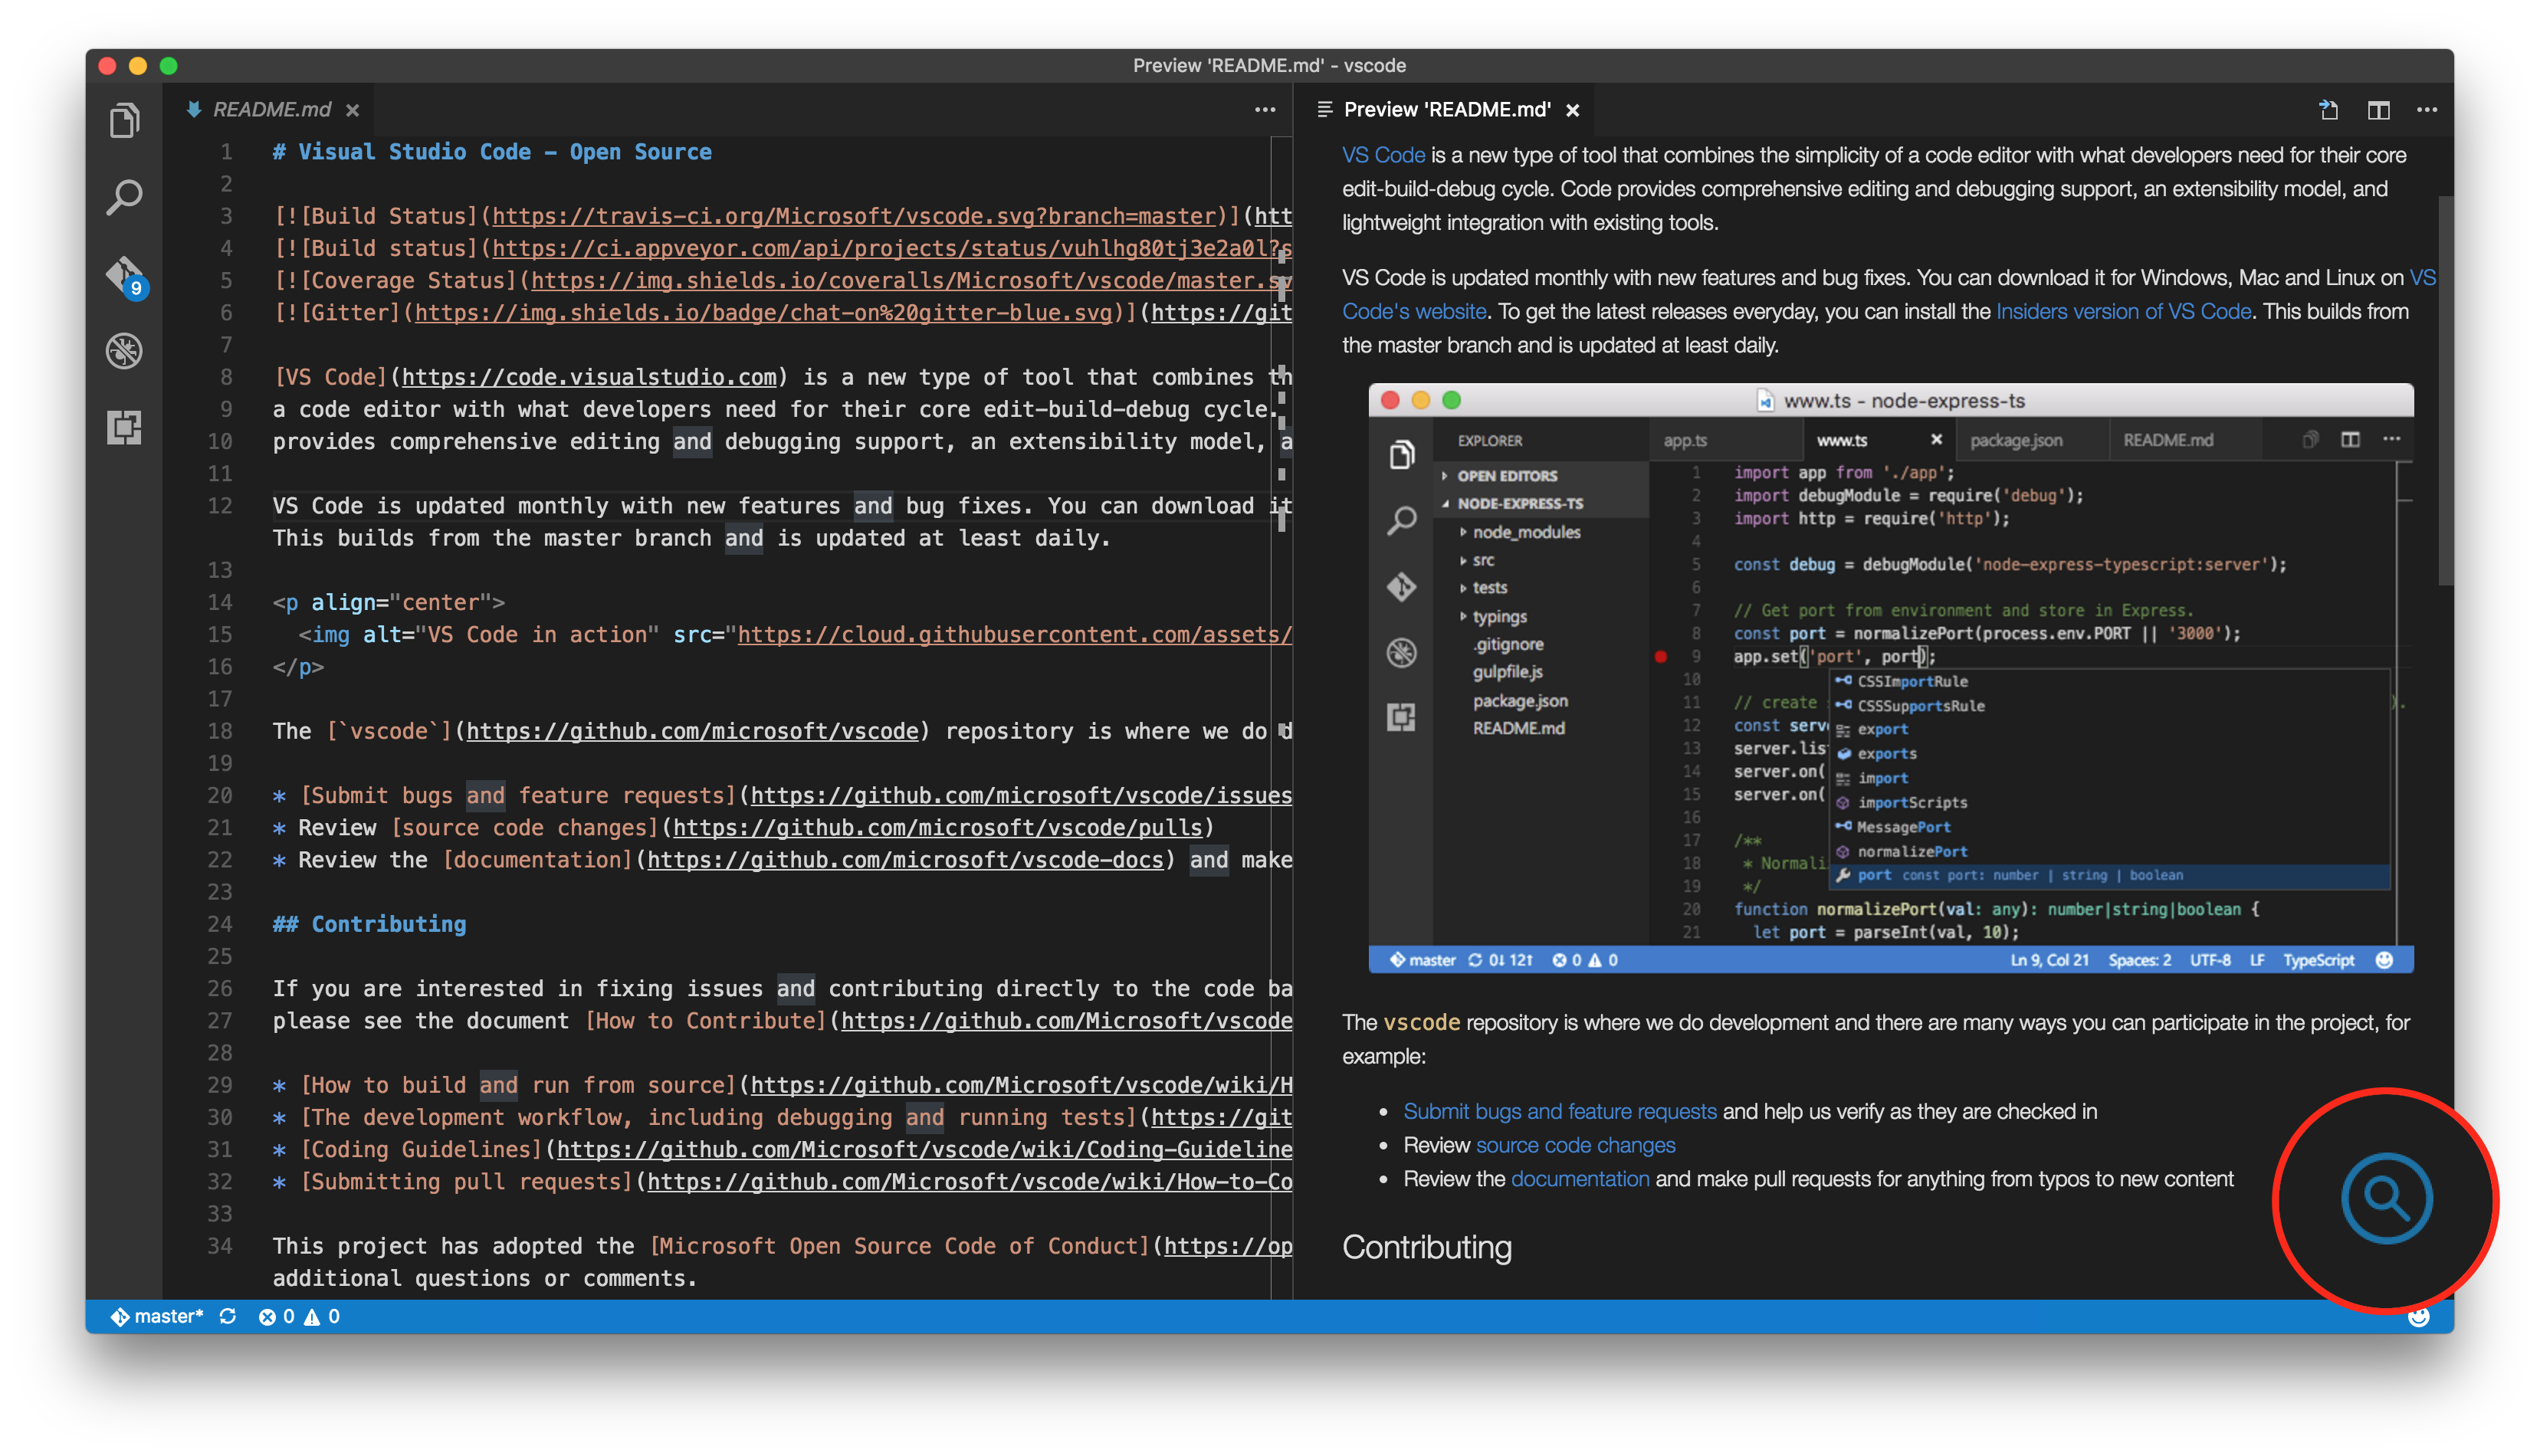 Preview 'README.md' - vscode
README.md
1 # Visual Studio Code - Open Source
2
3 [![Build Status](https://travis-ci.org/Microsoft/vscode.svg?branch=master)](htt
4 [![Build status](https://ci.appveyor.com/api/projects/status/vuhlhg80tj3e2a0l?s
5 [![Coverage Status](https://img.shields.io/coveralls/Microsoft/vscode/master.sv
6 [![Gitter](https://img.shields.io/badge/chat-on%20gitter-blue.svg)](https://git
7
8 [VS Code](https://code.visualstudio.com) is a new type of tool that combines th
9 a code editor with what developers need for their core edit-build-debug cycle.
10 provides comprehensive editing and debugging support, an extensibility model, a
11
12 VS Code is updated monthly with new features and bug fixes. You can download it
This builds from the master branch and is updated at least daily.
13
14 <p align="center">
15 <img alt="VS Code in action" src="https://cloud.githubusercontent.com/assets/
16 </p>
17
18 The [`vscode`](https://github.com/microsoft/vscode) repository is where we do d
19
20 * [Submit bugs and feature requests](https://github.com/microsoft/vscode/issues
21 * Review [source code changes](https://github.com/microsoft/vscode/pulls)
22 * Review the [documentation](https://github.com/microsoft/vscode-docs) and make
23
24 ## Contributing
25
26 If you are interested in fixing issues and contributing directly to the code ba
27 please see the document [How to Contribute](https://github.com/Microsoft/vscode
28
29 * [How to build and run from source](https://github.com/Microsoft/vscode/wiki/H
30 * [The development workflow, including debugging and running tests](https://git
31 * [Coding Guidelines](https://github.com/Microsoft/vscode/wiki/Coding-Guideline
32 * [Submitting pull requests](https://github.com/Microsoft/vscode/wiki/How-to-Co
33
34 This project has adopted the [Microsoft Open Source Code of Conduct](https://op
additional questions or comments.
9
master* 0 0
Preview 'README.md'
VS Code is a new type of tool that combines the simplicity of a code editor with what developers need for their core
edit-build-debug cycle. Code provides comprehensive editing and debugging support, an extensibility model, and
lightweight integration with existing tools.
VS Code is updated monthly with new features and bug fixes. You can download it for Windows, Mac and Linux on VS
Code's website. To get the latest releases everyday, you can install the Insiders version of VS Code. This builds from
the master branch and is updated at least daily.
www.ts - node-express-ts
EXPLORER
OPEN EDITORS
NODE-EXPRESS-TS
node_modules
src
tests
typings
.gitignore
gulpfile.js
package.json
README.md
app.ts www.ts package.json README.md
1 import app from './app';
2 import debugModule = require('debug');
3 import http = require('http');
4
5 const debug = debugModule('node-express-typescript:server');
6
7 // Get port from environment and store in Express.
8 const port = normalizePort(process.env.PORT || '3000');
9 app.set('port', port);
10
11 // create ).
12 const serv
13 server.lis
14 server.on(
15 server.on(
16
17 /**
18 * Normali
19 */
20 function normalizePort(val: any): number|string|boolean {
21 let port = parseInt(val, 10);
CSSImportRule
CSSSupportsRule
export
exports
import
importScripts
MessagePort
normalizePort
port const port: number | string | boolean
master 0↓ 12↑ 0 0 Ln 9, Col 21 Spaces: 2 UTF-8 LF TypeScript
The vscode repository is where we do development and there are many ways you can participate in the project, for
example:
• Submit bugs and feature requests and help us verify as they are checked in
• Review source code changes
• Review the documentation and make pull requests for anything from typos to new content
Contributing